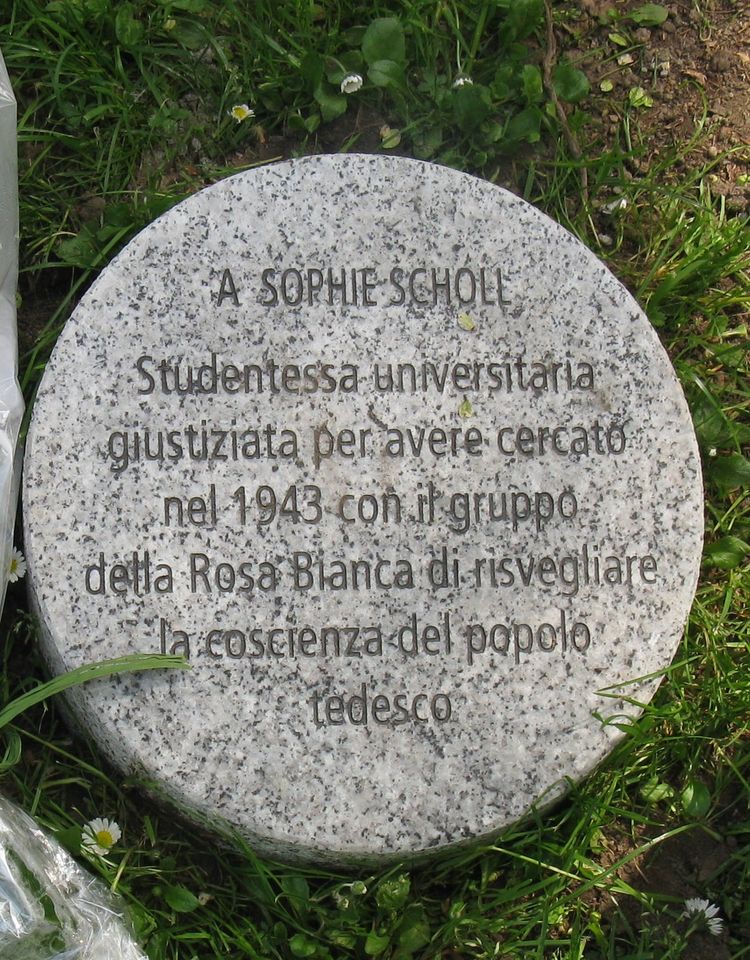 A SOPHIE SCHOLL
Studentessa universitaria
giustiziata per avere cercato
nel 1943 con il gruppo
della Rosa Bianca di risvegliare
la coscienza del popolo
tedesco